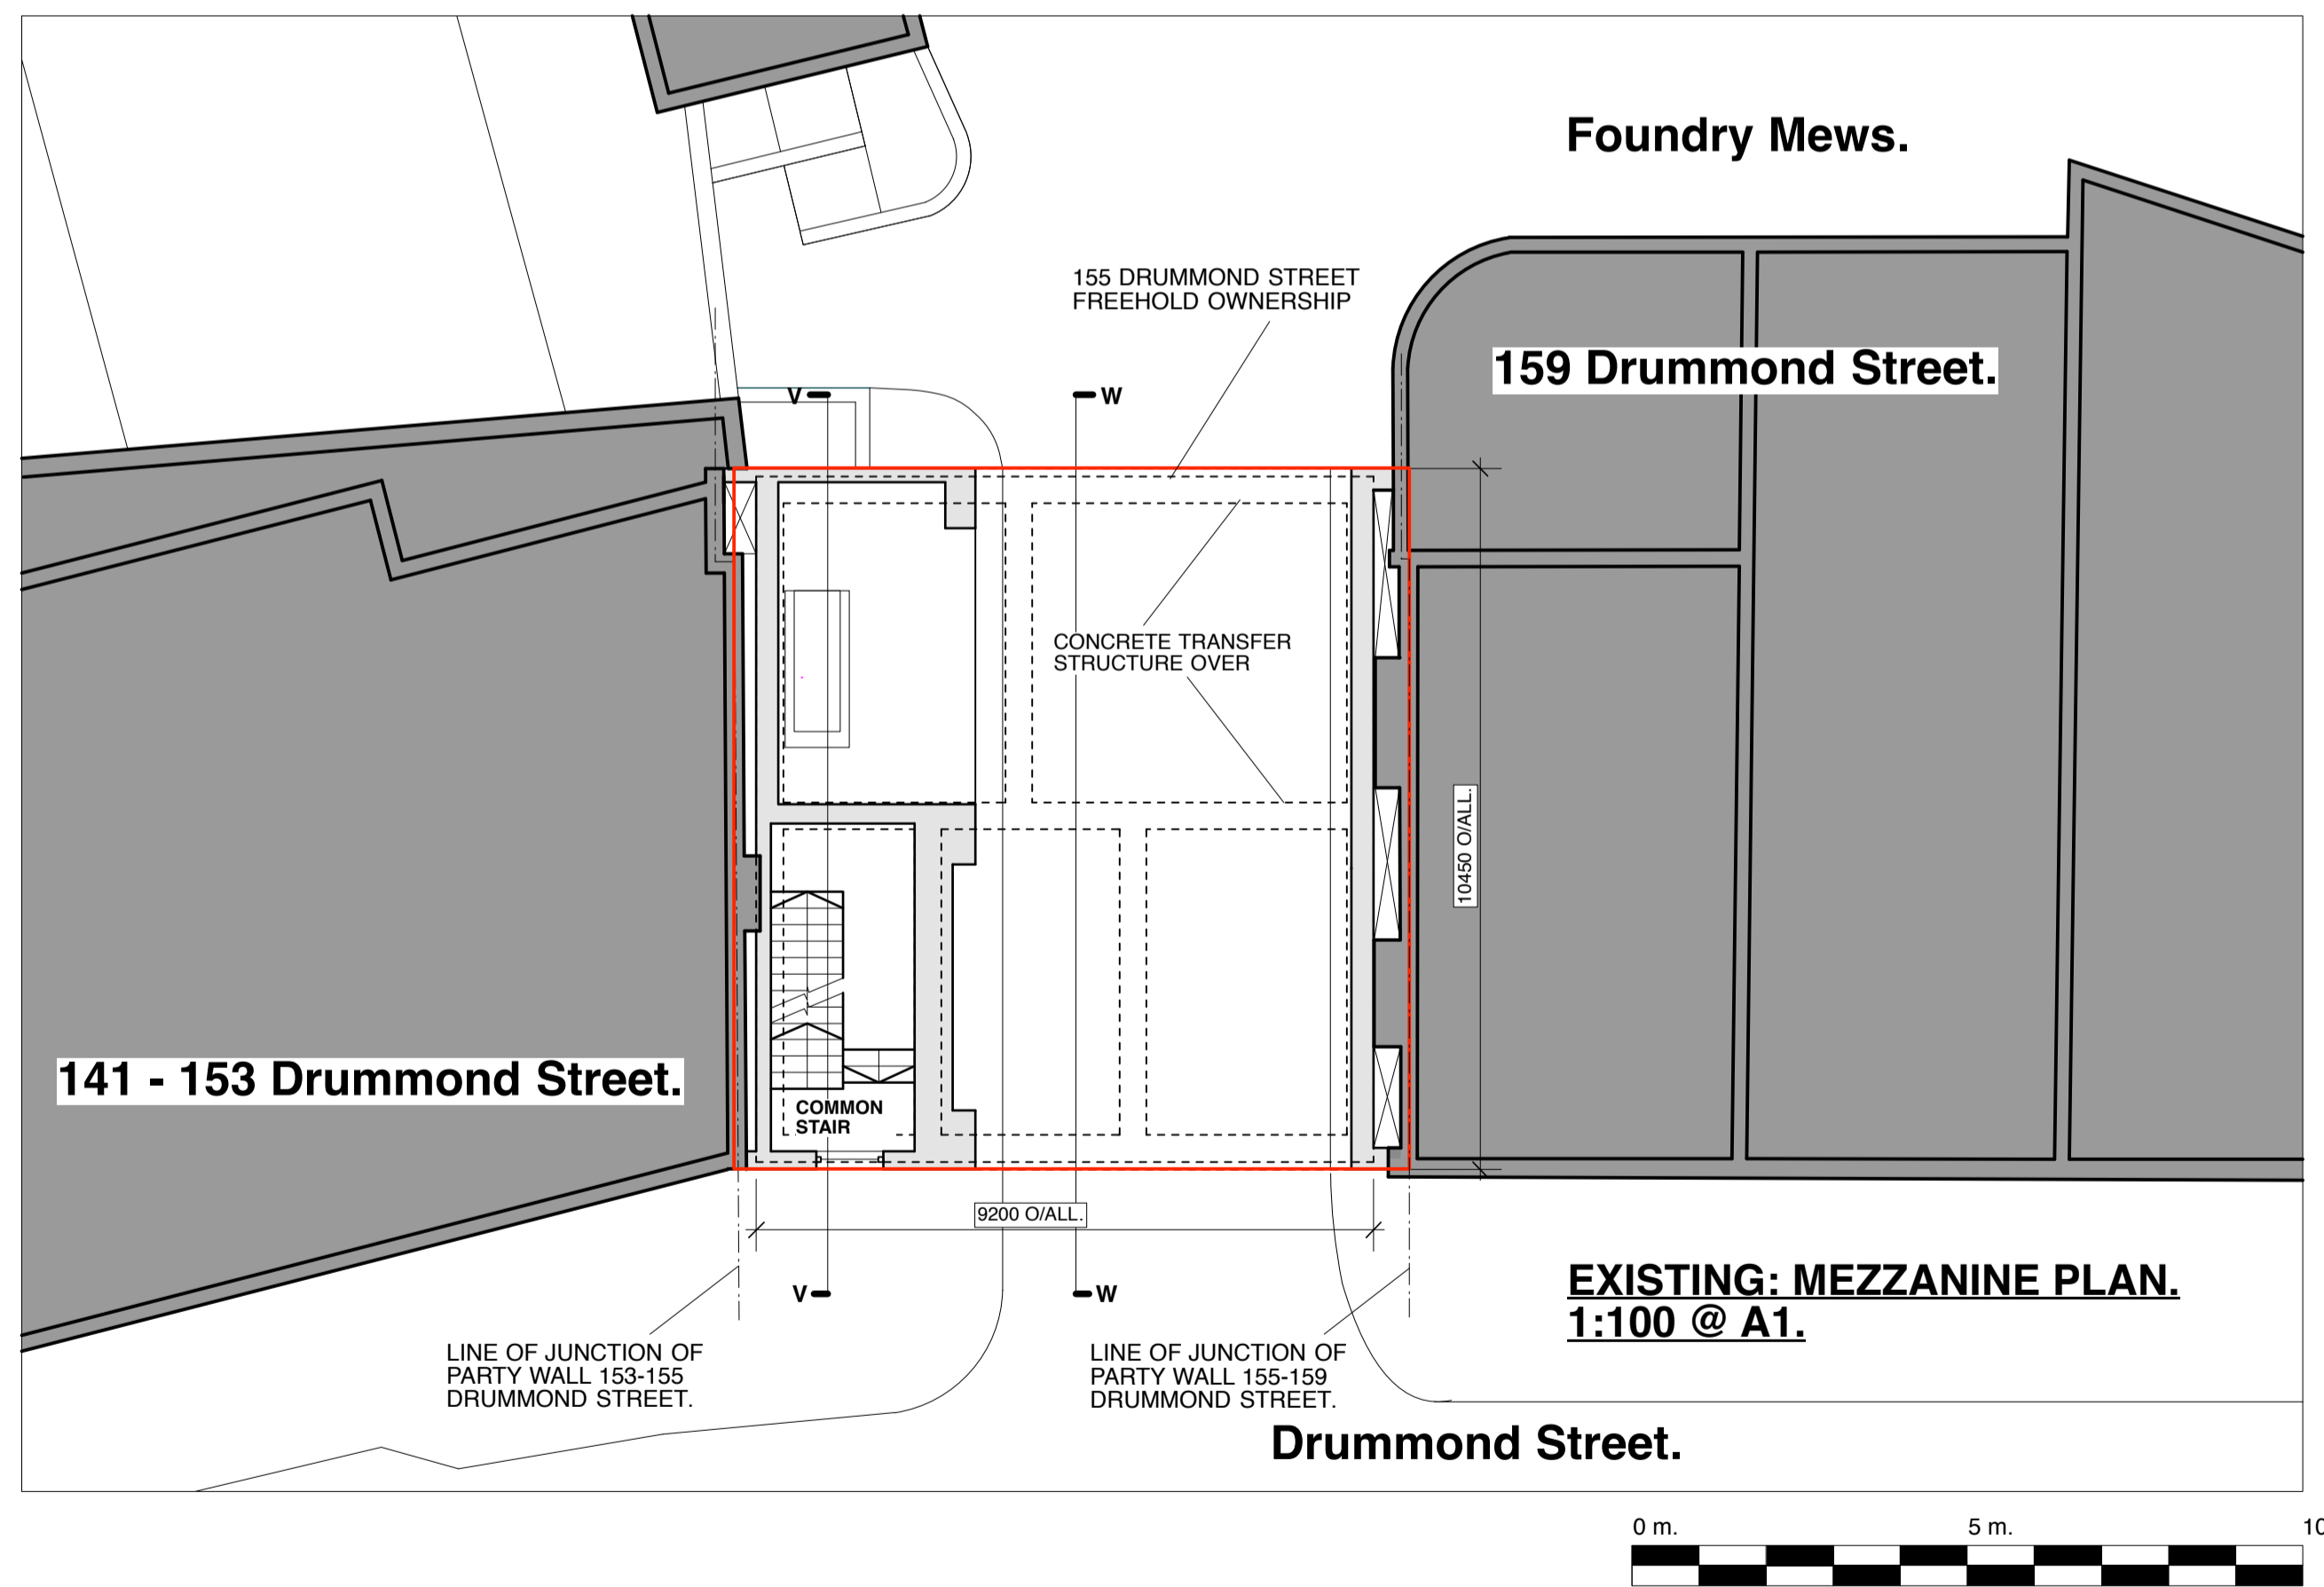 Foundry Mews.
155 DRUMMOND STREET
FREEHOLD OWNERSHIP
159 Drummond Street.
V
W
CONCRETE TRANSFER
STRUCTURE OVER
10450 O/ALL.
141 - 153 Drummond Street.
COMMON
STAIR
9200 O/ALL.
V
W
EXISTING: MEZZANINE PLAN.
1:100 @ A1.
LINE OF JUNCTION OF
PARTY WALL 153-155
DRUMMOND STREET.
LINE OF JUNCTION OF
PARTY WALL 155-159
DRUMMOND STREET.
Drummond Street.
0 m.
5 m.
10